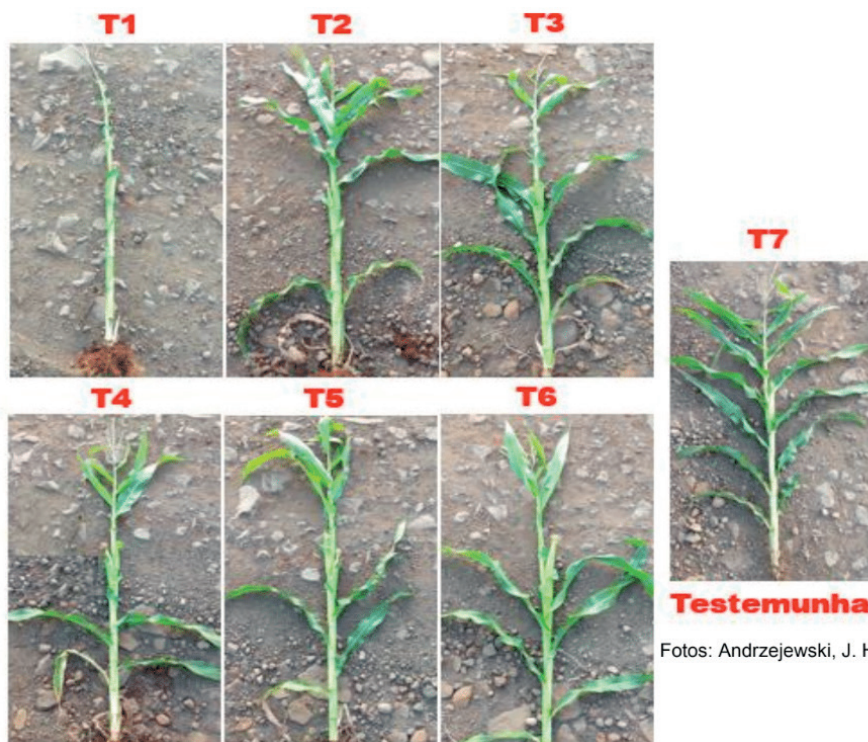 T1
T2
T3
T4
T5
T6
T7
Testemunha
Fotos: Andrzejewski, J. H